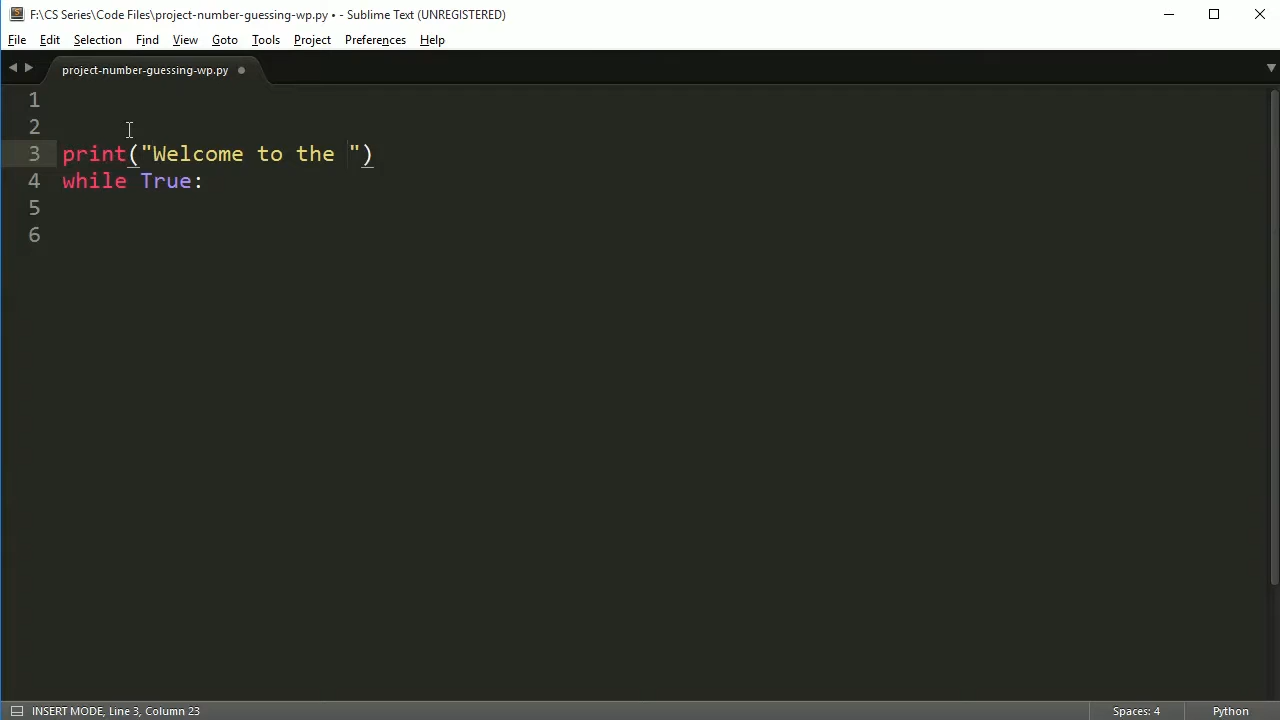 F:\CS Series\Code Files\project-number-guessing-wp.py • - Sublime Text (UNREGISTERED)
File Edit Selection Find View Goto Tools Project Preferences Help
project-number-guessing-wp.py
1
2
3 print("Welcome to the ")
4 while True:
5
6
INSERT MODE, Line 3, Column 23 Spaces: 4 Python